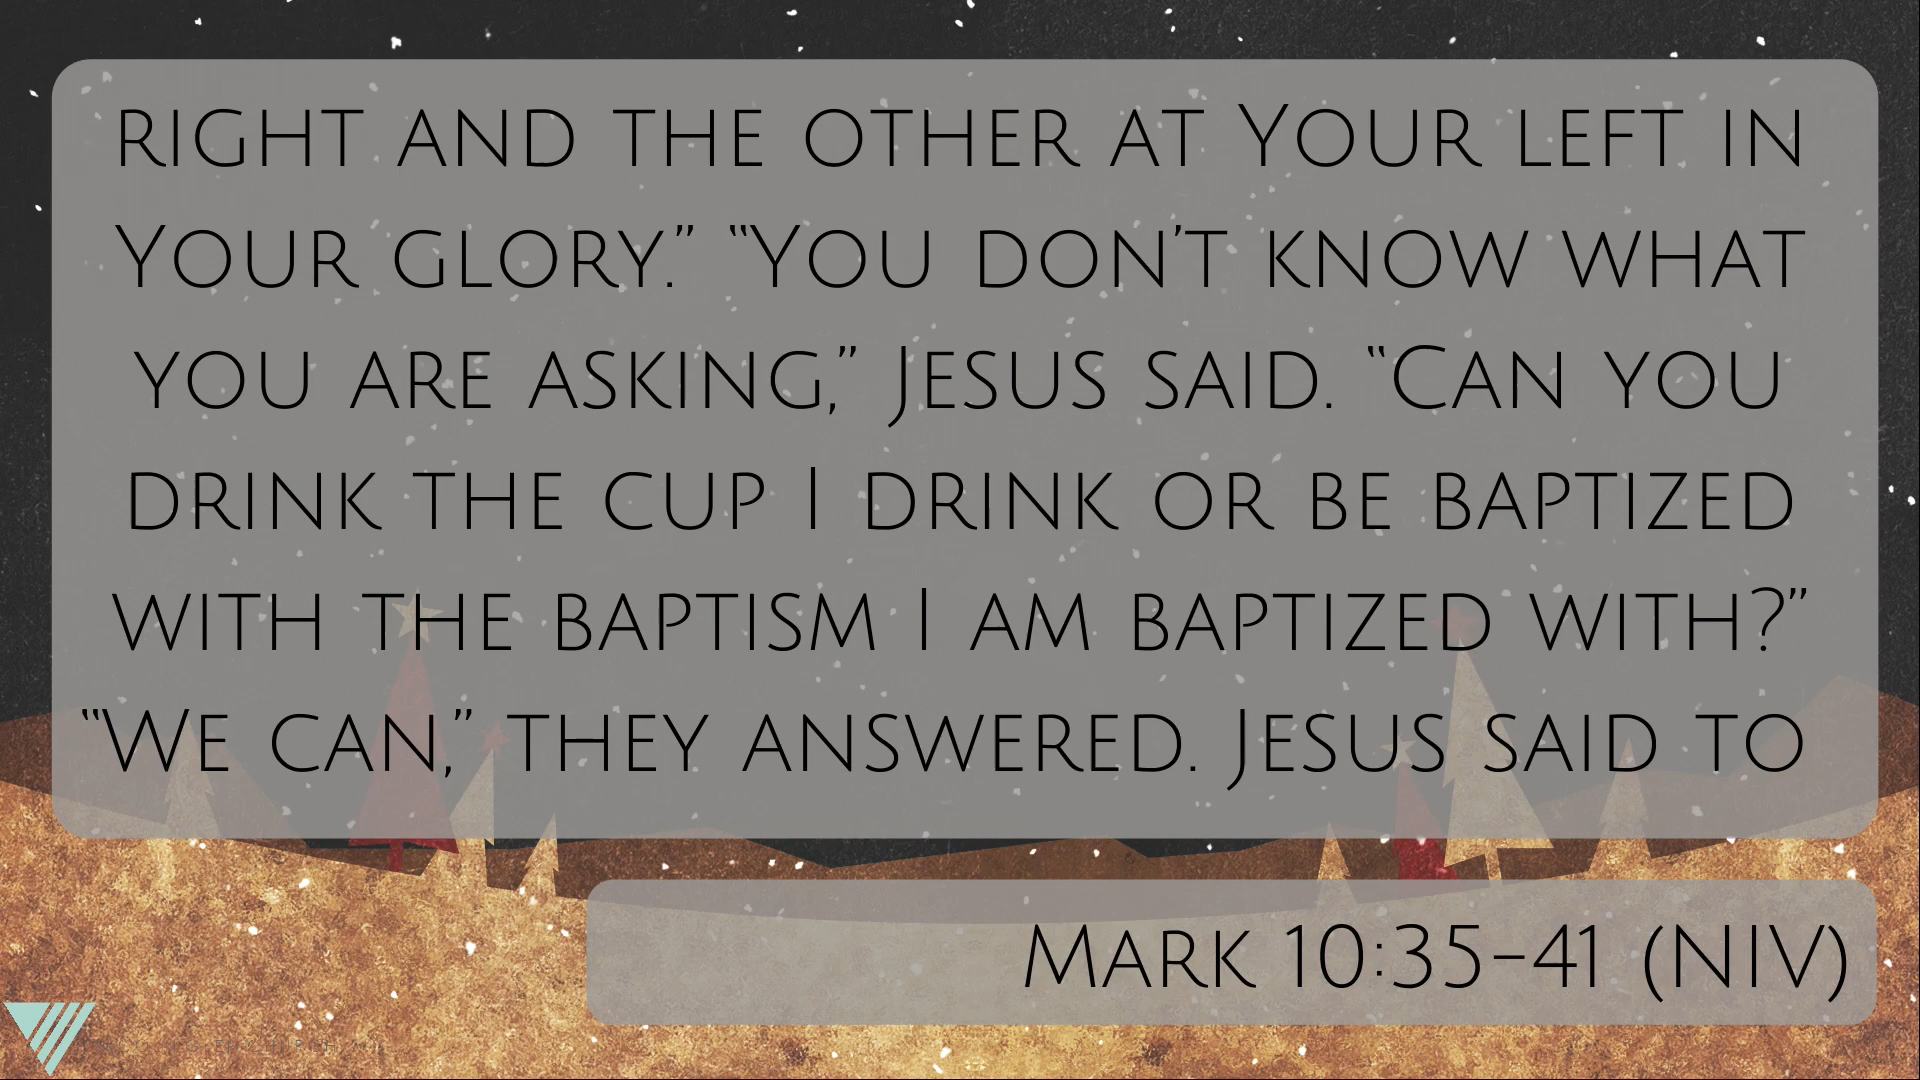 right and the other at Your left in
Your glory.” “You don’t know what
you are asking,” Jesus said. “Can you
drink the cup I drink or be baptized
with the baptism I am baptized with?”
“We can,” they answered. Jesus said to
Mark 10:35-41 (NIV)
CHURCH